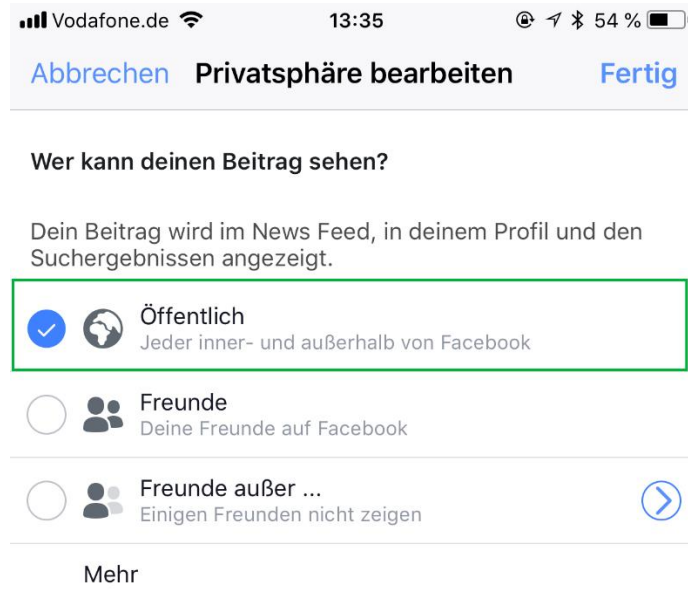 Vodafone.de 13:35 54 %
Abbrechen Privatsphäre bearbeiten Fertig
Wer kann deinen Beitrag sehen?
Dein Beitrag wird im News Feed, in deinem Profil und den
Suchergebnissen angezeigt.
Öffentlich
Jeder inner- und außerhalb von Facebook
Freunde
Deine Freunde auf Facebook
Freunde außer ...
Einigen Freunden nicht zeigen
Mehr